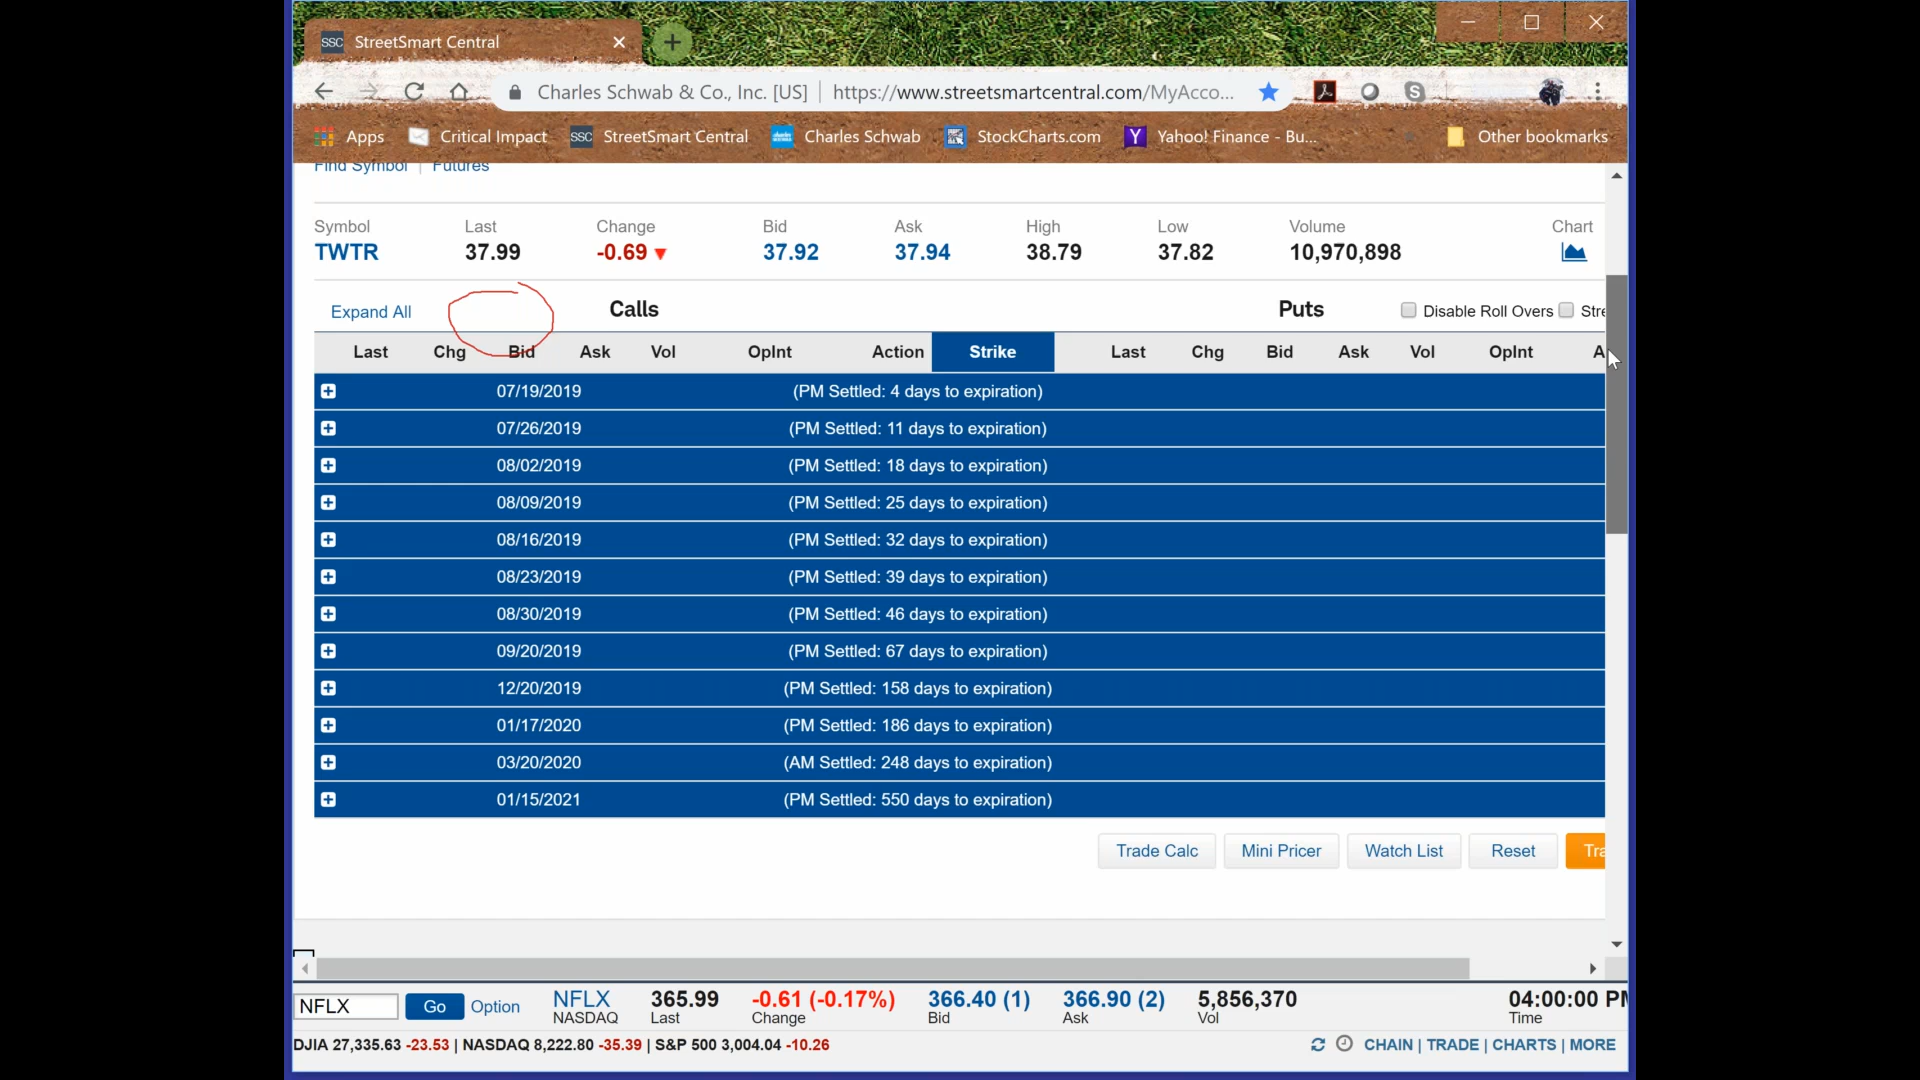 SSC StreetSmart Central
Charles Schwab & Co., Inc. [US] https://www.streetsmartcentral.com/MyAcco...
Apps Critical Impact SSC StreetSmart Central Charles Schwab StockCharts.com Y Yahoo! Finance - Bu... Other bookmarks
Find Symbol | Futures
Symbol Last Change Bid Ask High Low Volume Chart
TWTR 37.99 -0.69 37.92 37.94 38.79 37.82 10,970,898
Expand All Calls Puts Disable Roll Overs Stre
Last Chg Bid Ask Vol OpInt Action Strike Last Chg Bid Ask Vol OpInt A
07/19/2019 (PM Settled: 4 days to expiration)
07/26/2019 (PM Settled: 11 days to expiration)
08/02/2019 (PM Settled: 18 days to expiration)
08/09/2019 (PM Settled: 25 days to expiration)
08/16/2019 (PM Settled: 32 days to expiration)
08/23/2019 (PM Settled: 39 days to expiration)
08/30/2019 (PM Settled: 46 days to expiration)
09/20/2019 (PM Settled: 67 days to expiration)
12/20/2019 (PM Settled: 158 days to expiration)
01/17/2020 (PM Settled: 186 days to expiration)
03/20/2020 (AM Settled: 248 days to expiration)
01/15/2021 (PM Settled: 550 days to expiration)
Trade Calc Mini Pricer Watch List Reset Tra
NFLX Go Option NFLX 365.99 -0.61 (-0.17%) 366.40 (1) 366.90 (2) 5,856,370 04:00:00 PM
NASDAQ Last Change Bid Ask Vol Time
DJIA 27,335.63 -23.53 | NASDAQ 8,222.80 -35.39 | S&P 500 3,004.04 -10.26 CHAIN | TRADE | CHARTS | MORE